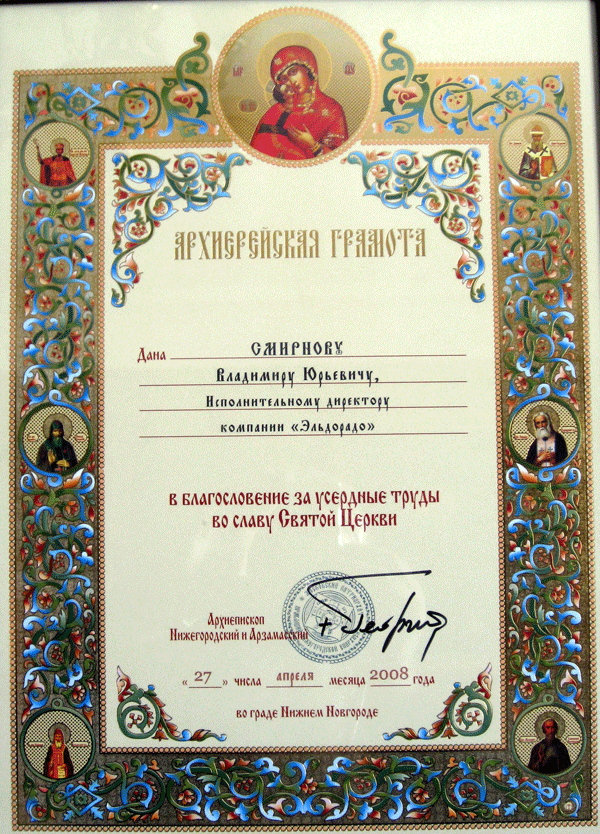 АРХИЕРЕЙСКАЯ ГРАМОТА
Дана СМИРНОВУ
Владимиру Юрьевичу,
Исполнительному директору
компании «Эльдорадо»
в благословение за усердные труды
во славу Святой Церкви
Архиепископ
Нижегородский и Арзамасский
«27» числа апреля месяца 2008 года
во граде Нижнем Новгороде